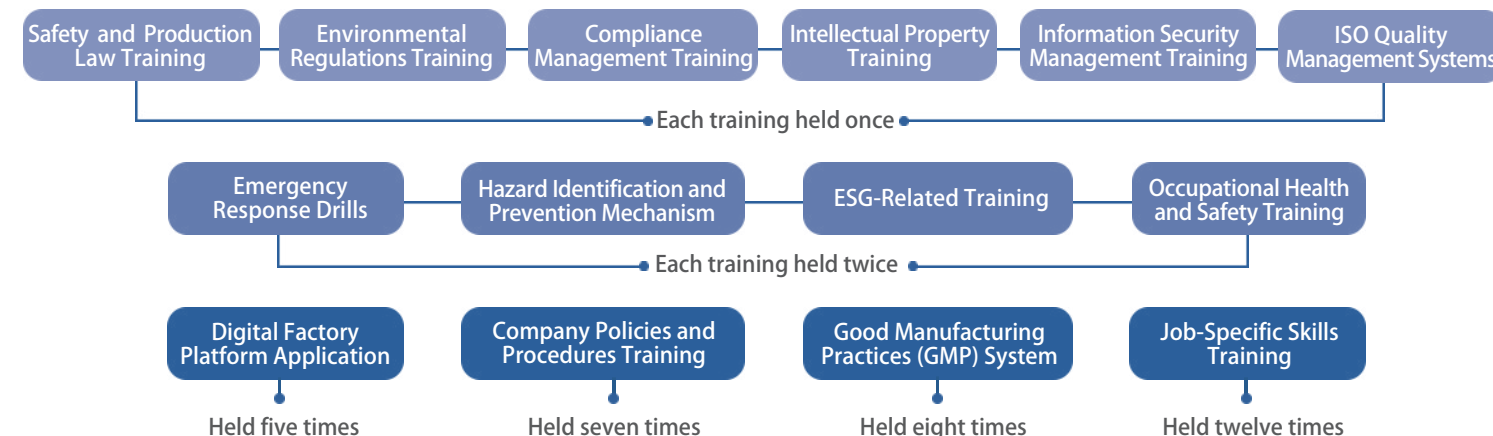 Safety and Production
Law Training
Environmental
Regulations Training
Compliance
Management Training
Intellectual Property
Training
Information Security
Management Training
ISO Quality
Management Systems
Each training held once
Emergency
Response Drills
Hazard Identification and
Prevention Mechanism
ESG-Related Training
Occupational Health
and Safety Training
Each training held twice
Digital Factory
Platform Application
Company Policies and
Procedures Training
Good Manufacturing
Practices (GMP) System
Job-Specific Skills
Training
Held five times
Held seven times
Held eight times
Held twelve times